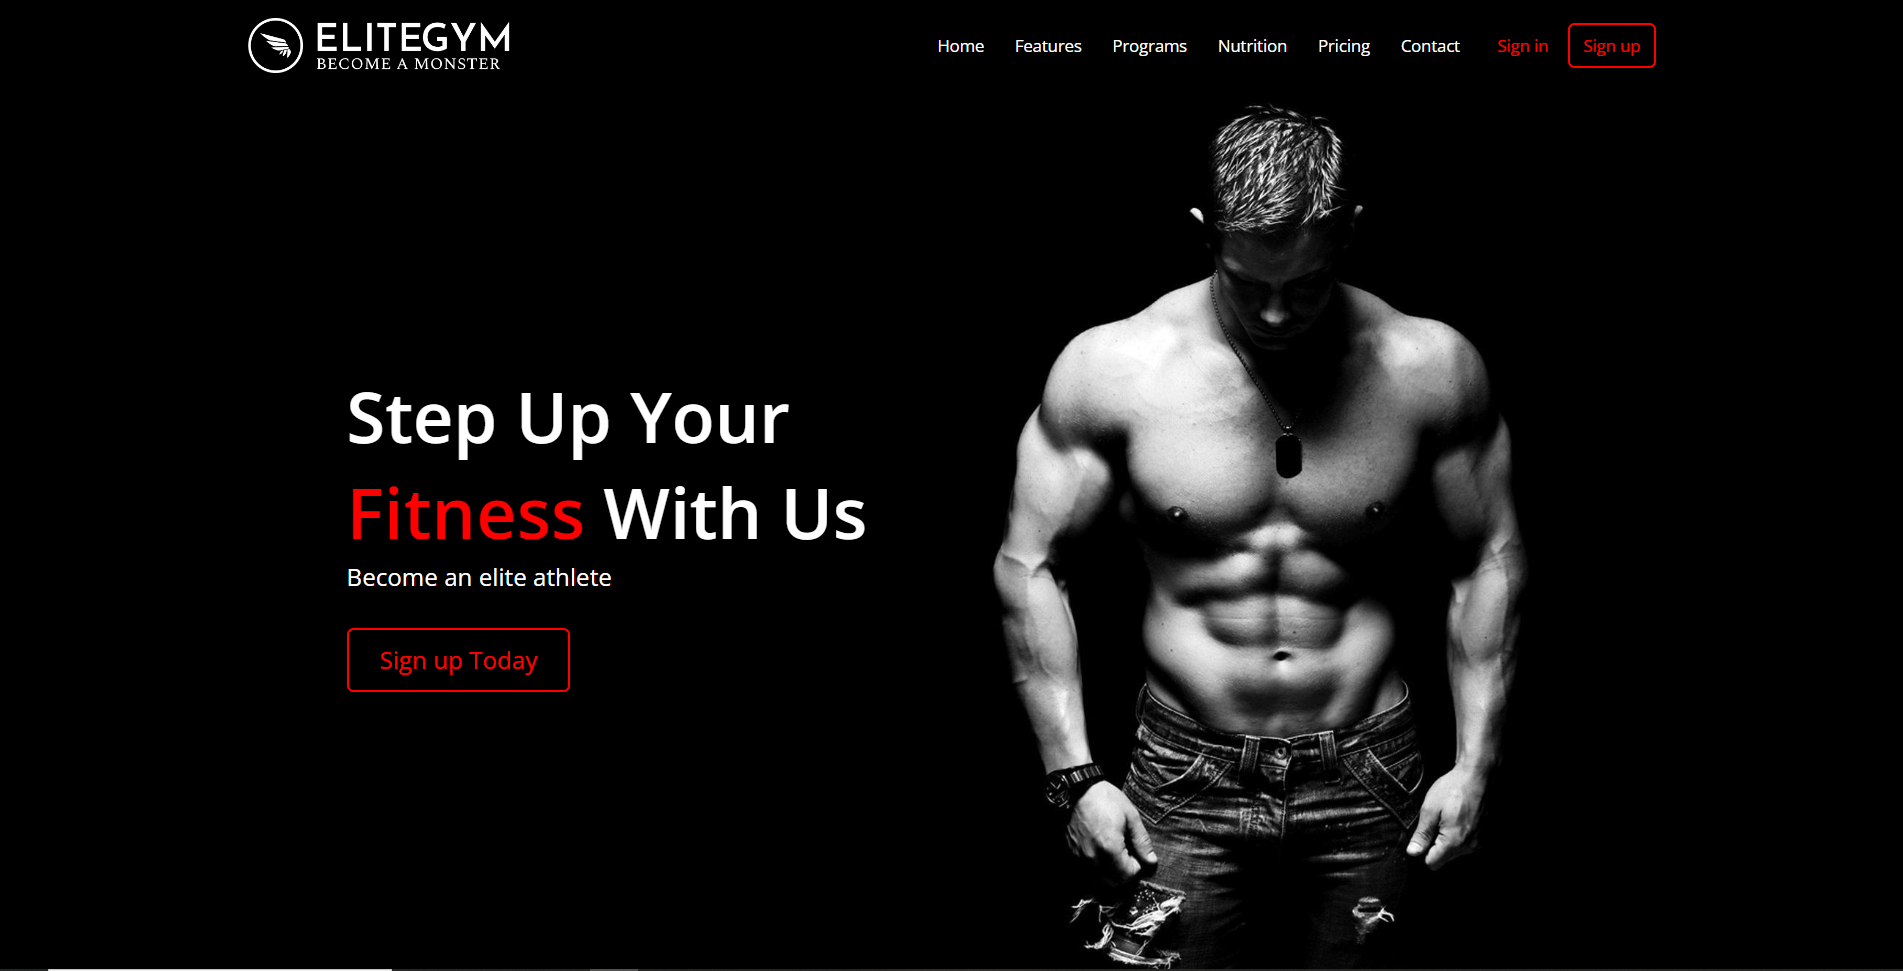 ELITEGYM
BECOME A MONSTER
Home Features Programs Nutrition Pricing Contact Sign in Sign up
Step Up Your
Fitness With Us
Become an elite athlete
Sign up Today